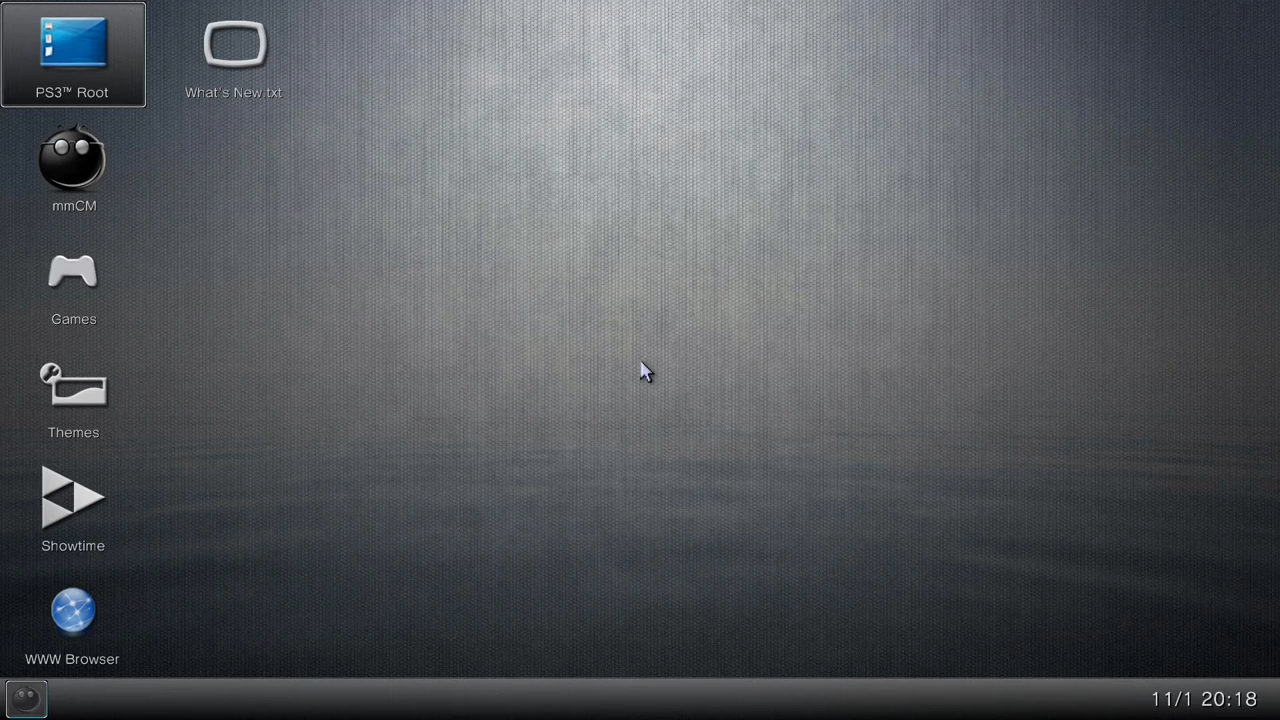 PS3™ Root
What's New.txt
mmCM
Games
Themes
Showtime
WWW Browser
11/1 20:18